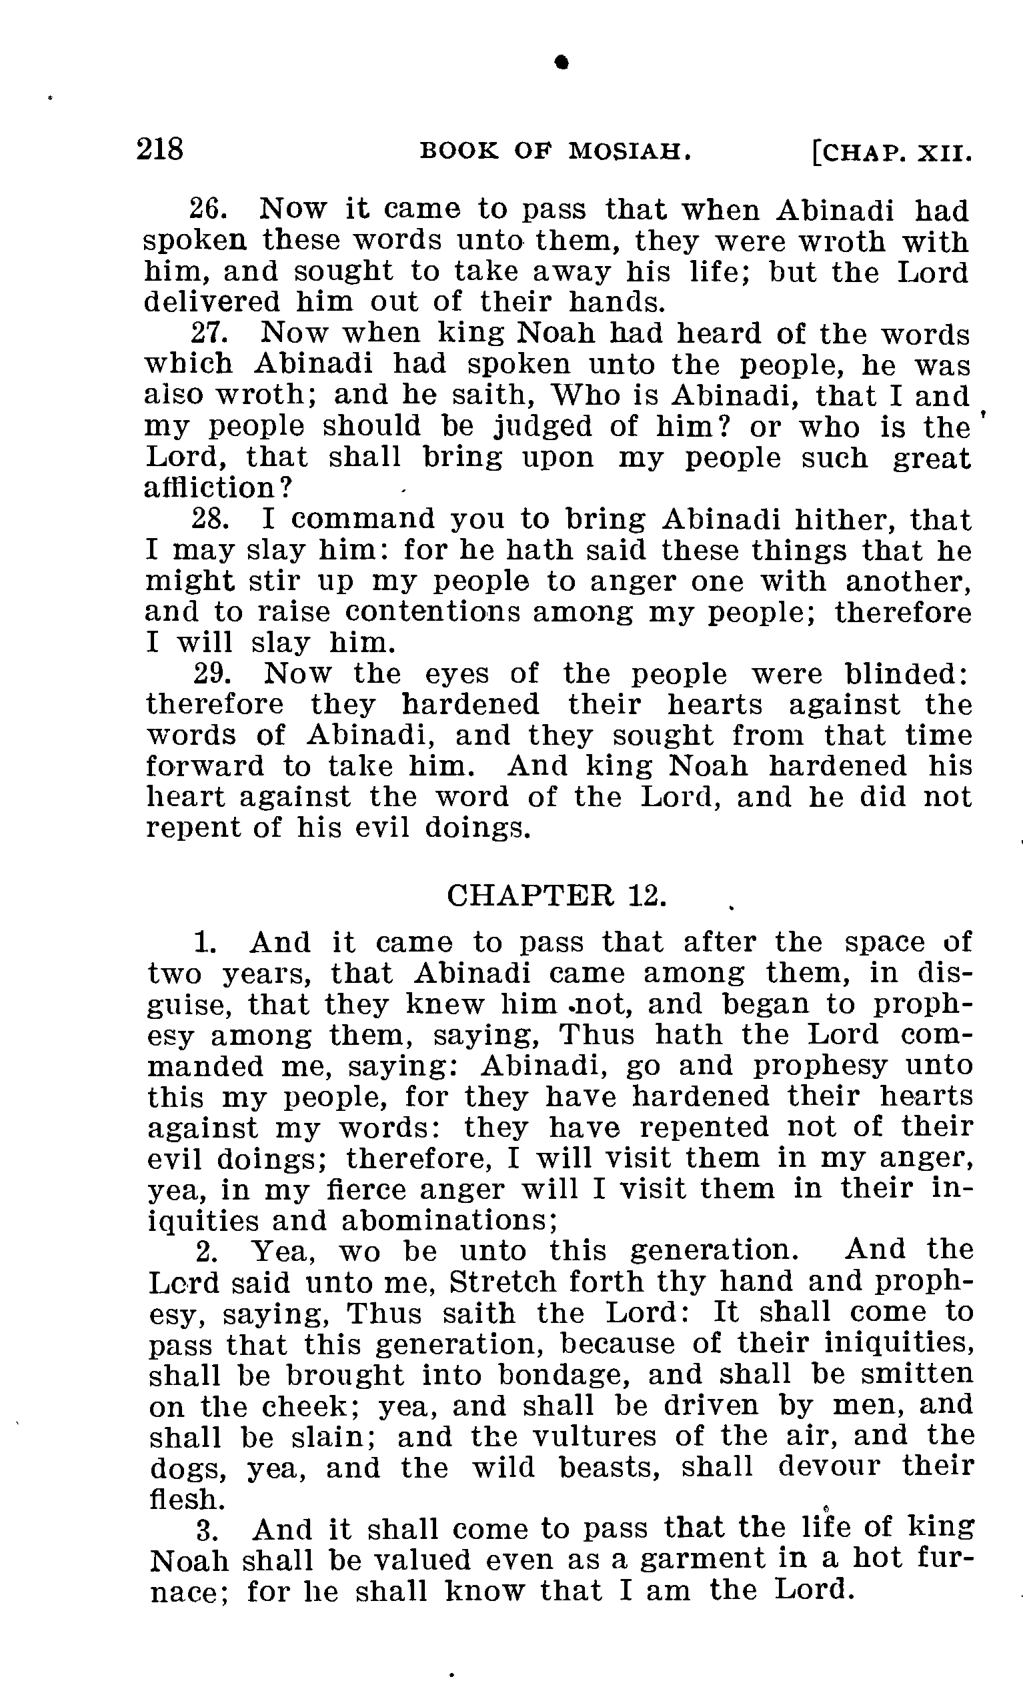 218 BOOK OF MOSIAH. [CHAP. XII.
26. Now it came to pass that when Abinadi had
spoken these words unto them, they were wroth with
him, and sought to take away his life; but the Lord
delivered him out of their hands.
27. Now when king Noah had heard of the words
which Abinadi had spoken unto the people, he was
also wroth; and he saith, Who is Abinadi, that I and
my people should be judged of him? or who is the
Lord, that shall bring upon my people such great
affliction?
28. I command you to bring Abinadi hither, that
I may slay him: for he hath said these things that he
might stir up my people to anger one with another,
and to raise contentions among my people; therefore
I will slay him.
29. Now the eyes of the people were blinded:
therefore they hardened their hearts against the
words of Abinadi, and they sought from that time
forward to take him. And king Noah hardened his
heart against the word of the Lord, and he did not
repent of his evil doings.
CHAPTER 12.
1. And it came to pass that after the space of
two years, that Abinadi came among them, in dis-
guise, that they knew him not, and began to proph-
esy among them, saying, Thus hath the Lord com-
manded me, saying: Abinadi, go and prophesy unto
this my people, for they have hardened their hearts
against my words: they have repented not of their
evil doings; therefore, I will visit them in my anger,
yea, in my fierce anger will I visit them in their in-
iquities and abominations;
2. Yea, wo be unto this generation. And the
Lord said unto me, Stretch forth thy hand and proph-
esy, saying, Thus saith the Lord: It shall come to
pass that this generation, because of their iniquities,
shall be brought into bondage, and shall be smitten
on the cheek; yea, and shall be driven by men, and
shall be slain; and the vultures of the air, and the
dogs, yea, and the wild beasts, shall devour their
flesh.
3. And it shall come to pass that the life of king
Noah shall be valued even as a garment in a hot fur-
nace; for he shall know that I am the Lord.